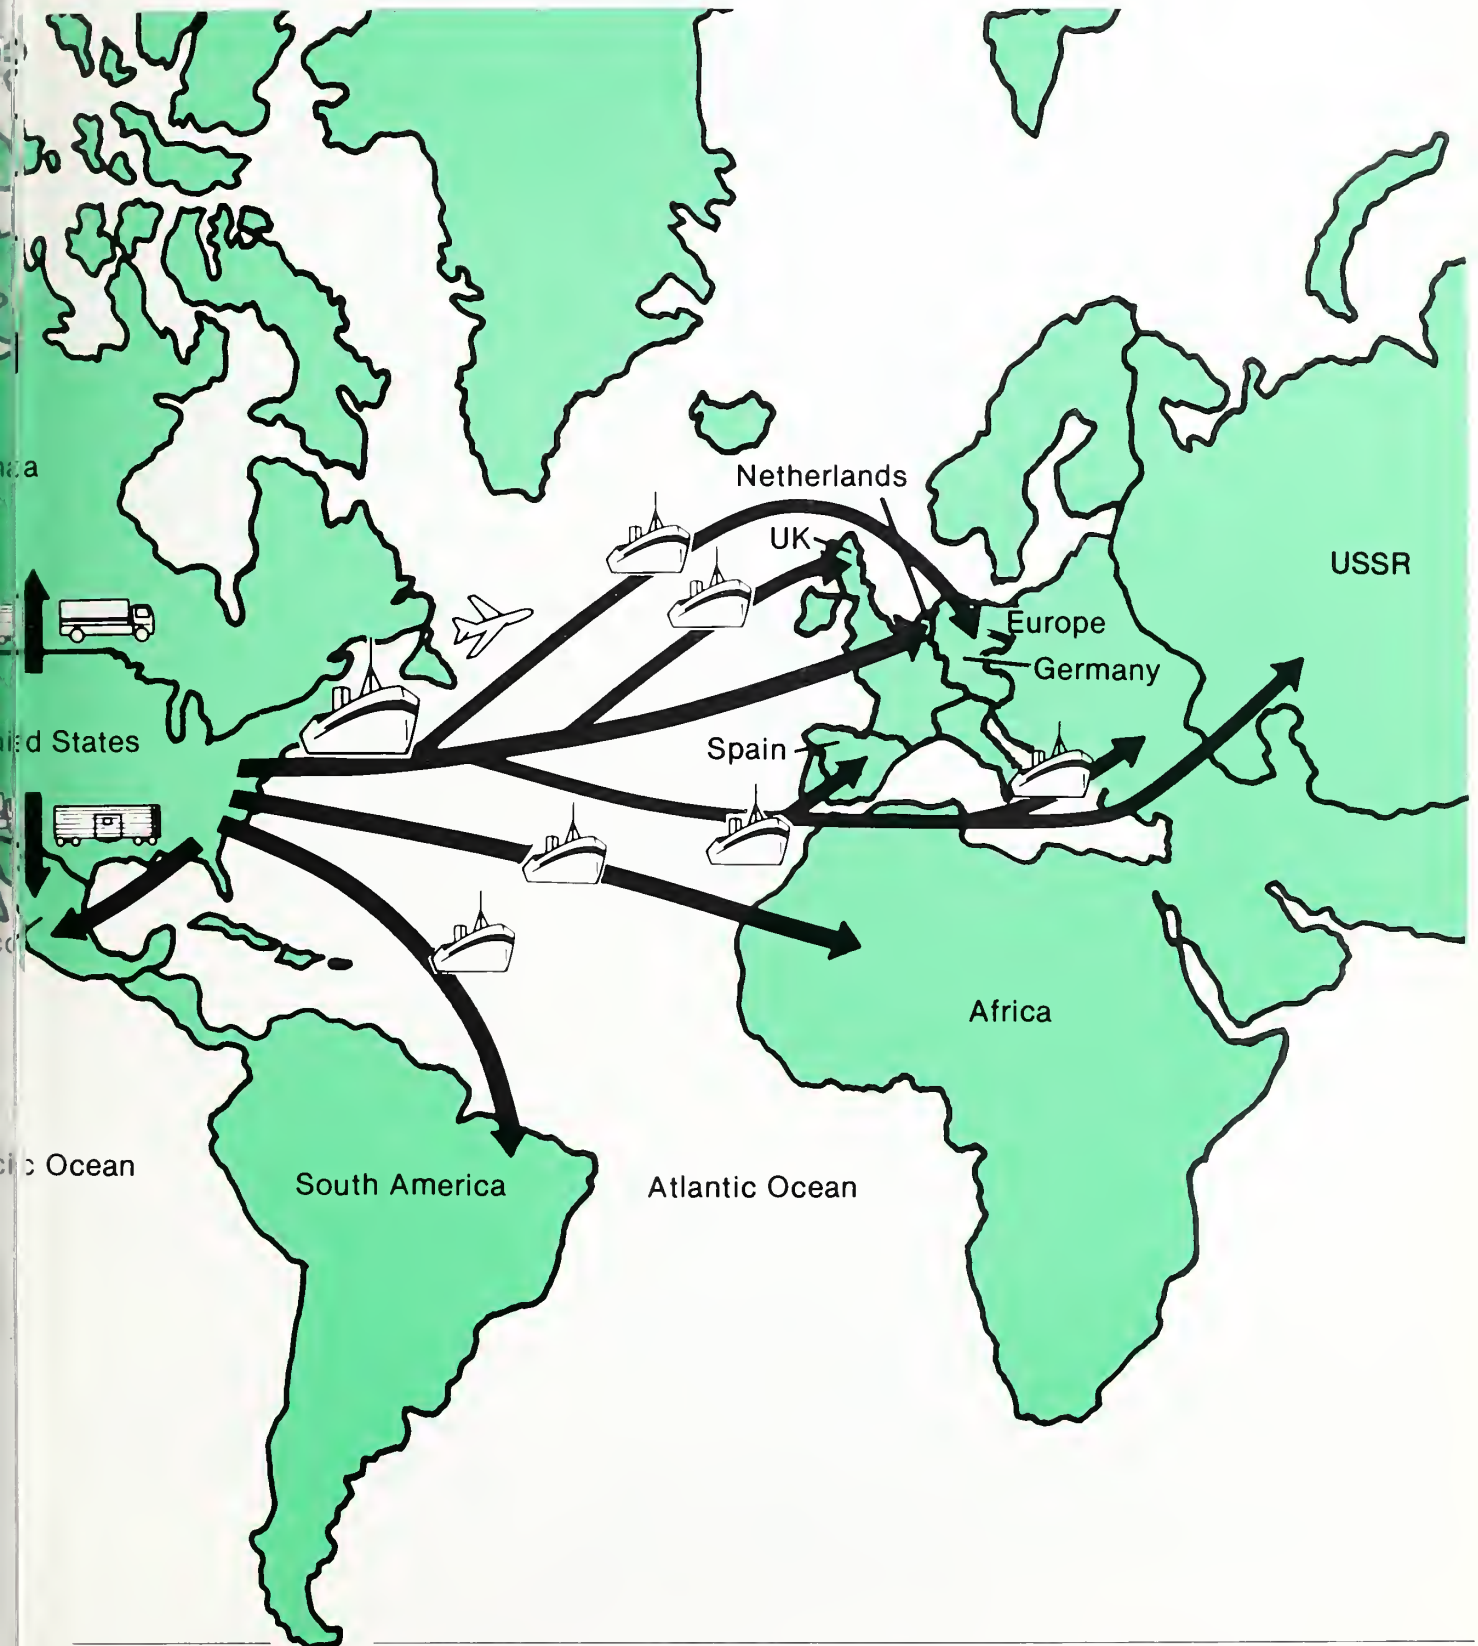 Netherlands
UK
USSR
Europe
Germany
d States
Spain
Africa
Ocean
South America
Atlantic Ocean